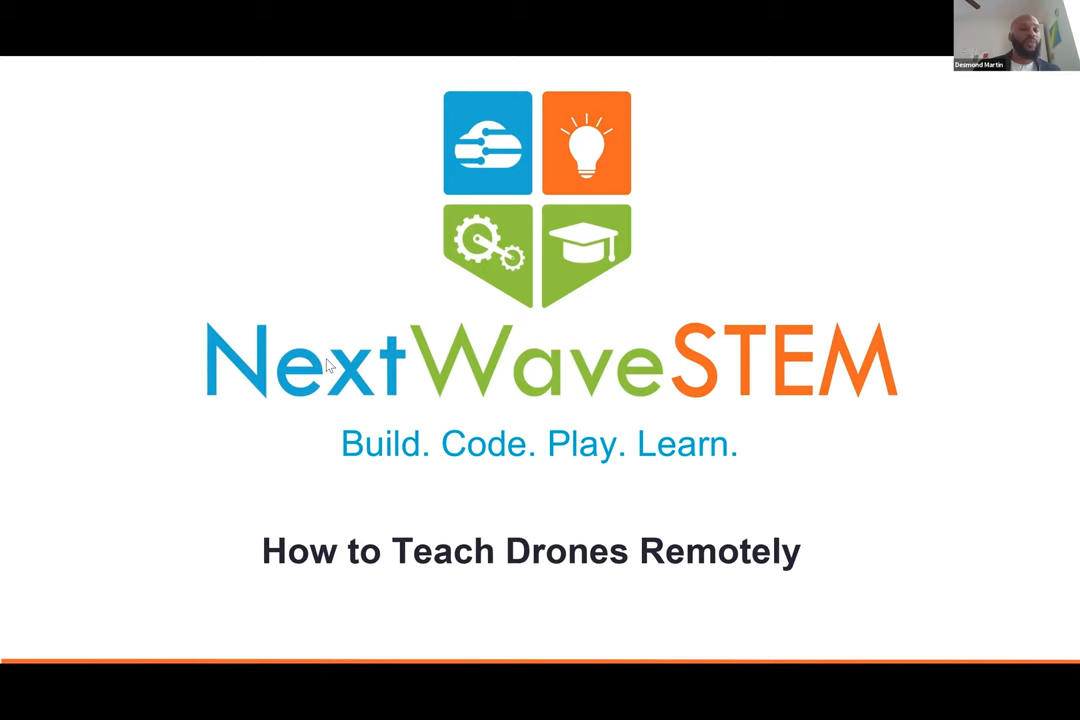 Desmond Martin
NextWaveSTEM
Build. Code. Play. Learn.
How to Teach Drones Remotely